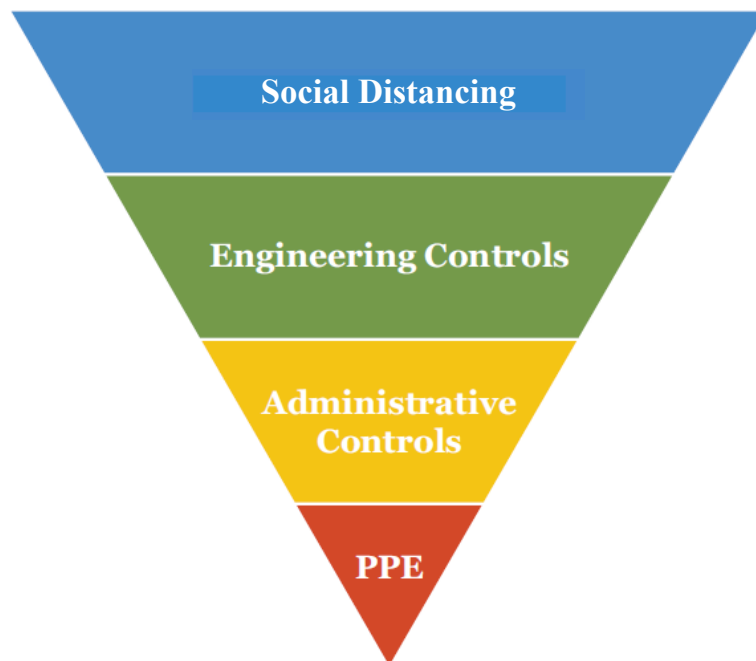 Social Distancing
Engineering Controls
Administrative
Controls
PPE